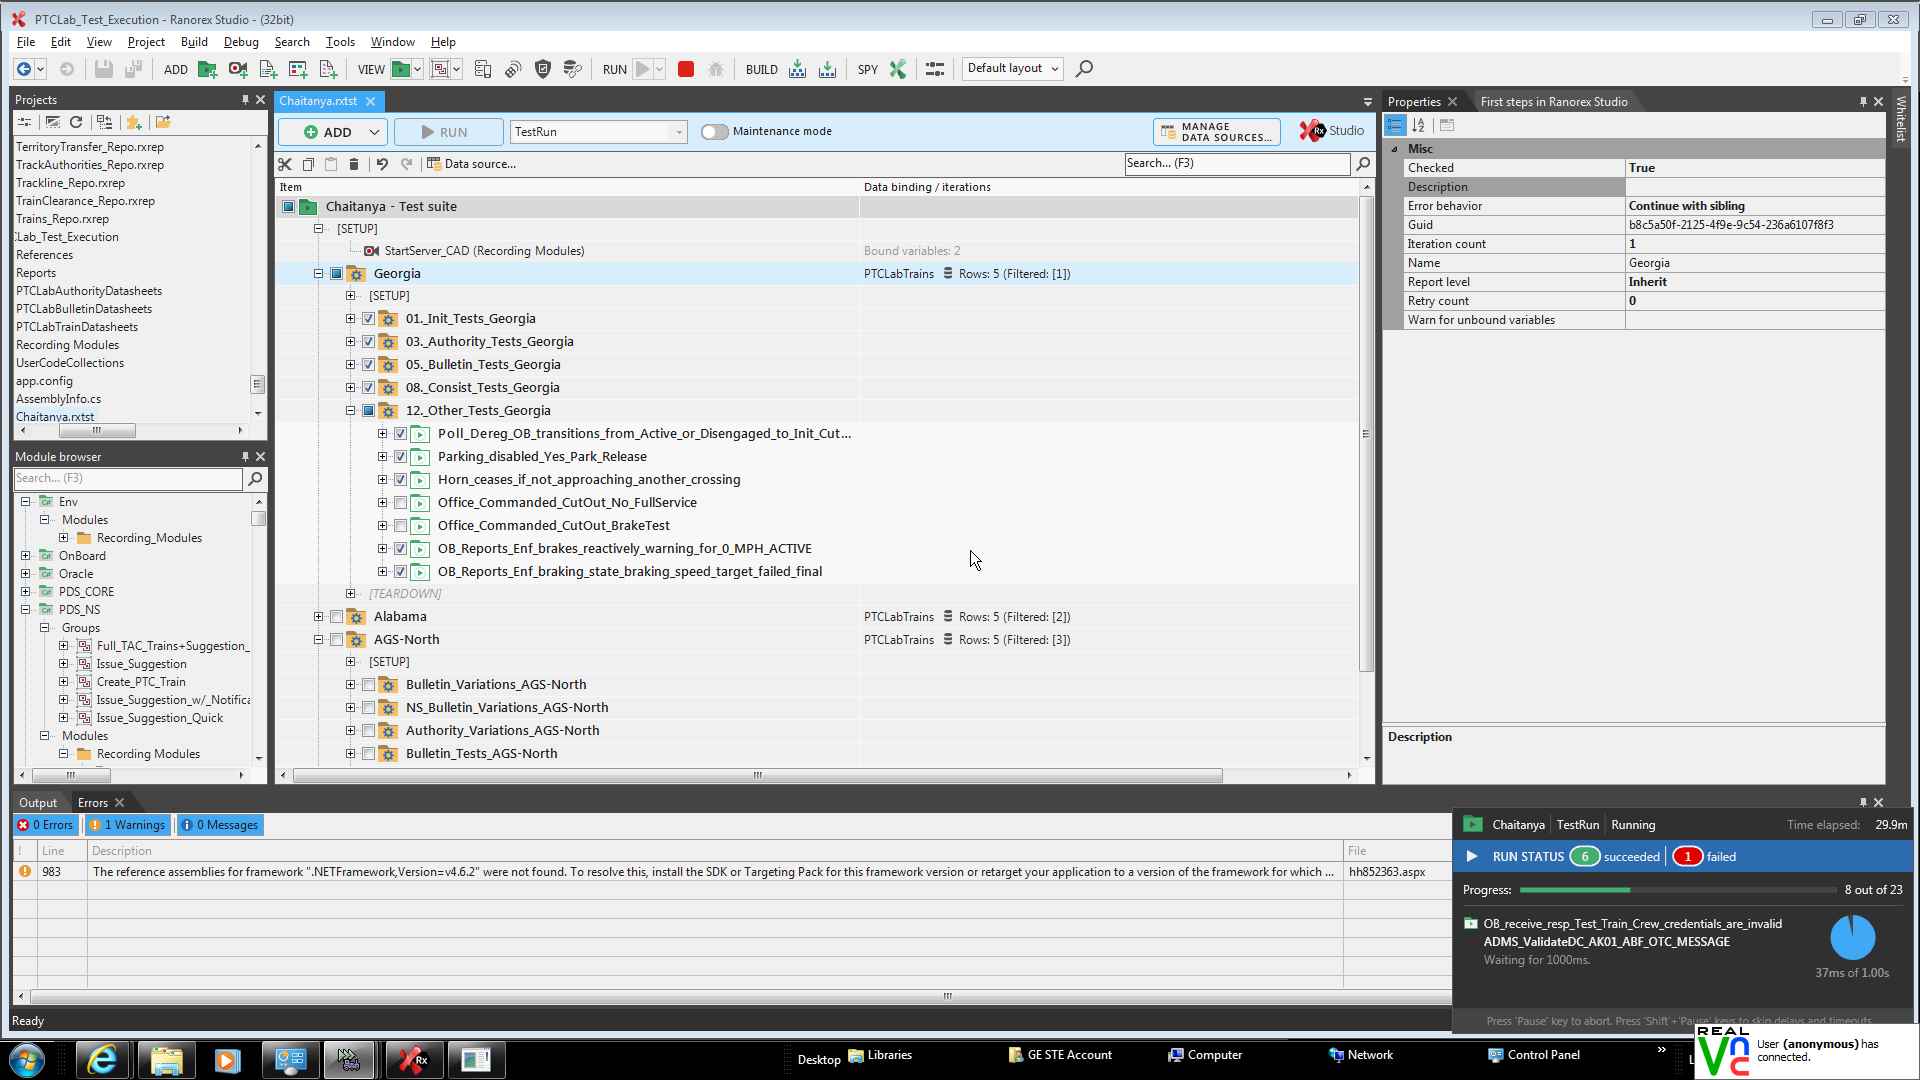 PTCLab_Test_Execution - Ranorex Studio - (32bit)
File Edit View Project Build Debug Search Tools Window Help
ADD VIEW RUN BUILD SPY Default layout
Projects
TerritoryTransfer_Repo.rxrep
TrackAuthorities_Repo.rxrep
Trackline_Repo.rxrep
TrainClearance_Repo.rxrep
Trains_Repo.rxrep
:Lab_Test_Execution
References
Reports
PTCLabAuthorityDatasheets
PTCLabBulletinDatasheets
PTCLabTrainDatasheets
Recording Modules
UserCodeCollections
app.config
AssemblyInfo.cs
Chaitanya.rxtst
Module browser
Search... (F3)
Env
Modules
Recording_Modules
OnBoard
Oracle
PDS_CORE
PDS_NS
Groups
Full_TAC_Trains+Suggestion_
Issue_Suggestion
Create_PTC_Train
Issue_Suggestion_w/_Notifica
Issue_Suggestion_Quick
Modules
Recording Modules
Chaitanya.rxtst
ADD RUN TestRun Maintenance mode MANAGE DATA SOURCES... Rx Studio
Data source... Search... (F3)
Item Data binding / iterations
Chaitanya - Test suite
[SETUP]
StartServer_CAD (Recording Modules) Bound variables: 2
Georgia PTCLabTrains Rows: 5 (Filtered: [1])
[SETUP]
01._Init_Tests_Georgia
03._Authority_Tests_Georgia
05._Bulletin_Tests_Georgia
08._Consist_Tests_Georgia
12._Other_Tests_Georgia
Poll_Dereg_OB_transitions_from_Active_or_Disengaged_to_Init_Cut...
Parking_disabled_Yes_Park_Release
Horn_ceases_if_not_approaching_another_crossing
Office_Commanded_CutOut_No_FullService
Office_Commanded_CutOut_BrakeTest
OB_Reports_Enf_brakes_reactively_warning_for_0_MPH_ACTIVE
OB_Reports_Enf_braking_state_braking_speed_target_failed_final
[TEARDOWN]
Alabama PTCLabTrains Rows: 5 (Filtered: [2])
AGS-North PTCLabTrains Rows: 5 (Filtered: [3])
[SETUP]
Bulletin_Variations_AGS-North
NS_Bulletin_Variations_AGS-North
Authority_Variations_AGS-North
Bulletin_Tests_AGS-North
Properties First steps in Ranorex Studio
Whitelist
Misc
Checked True
Description
Error behavior Continue with sibling
Guid b8c5a50f-2125-4f9e-9c54-236a6107f8f3
Iteration count 1
Name Georgia
Report level Inherit
Retry count 0
Warn for unbound variables
Description
Output Errors
0 Errors 1 Warnings 0 Messages
! Line Description File
983 The reference assemblies for framework ".NETFramework,Version=v4.6.2" were not found. To resolve this, install the SDK or Targeting Pack for this framework version or retarget your application to a version of the framework for which ... hh852363.aspx
Chaitanya TestRun Running Time elapsed: 29.9m
RUN STATUS 6 succeeded 1 failed
Progress: 8 out of 23
OB_receive_resp_Test_Train_Crew_credentials_are_invalid
ADMS_ValidateDC_AK01_ABF_OTC_MESSAGE
Waiting for 1000ms.
37ms of 1.00s
Press 'Pause' key to abort. Press 'Shift'+'Pause' keys to skip delays and timeouts.
Ready
Desktop Libraries GE STE Account Computer Network Control Panel »
REAL VNC User (anonymous) has connected.